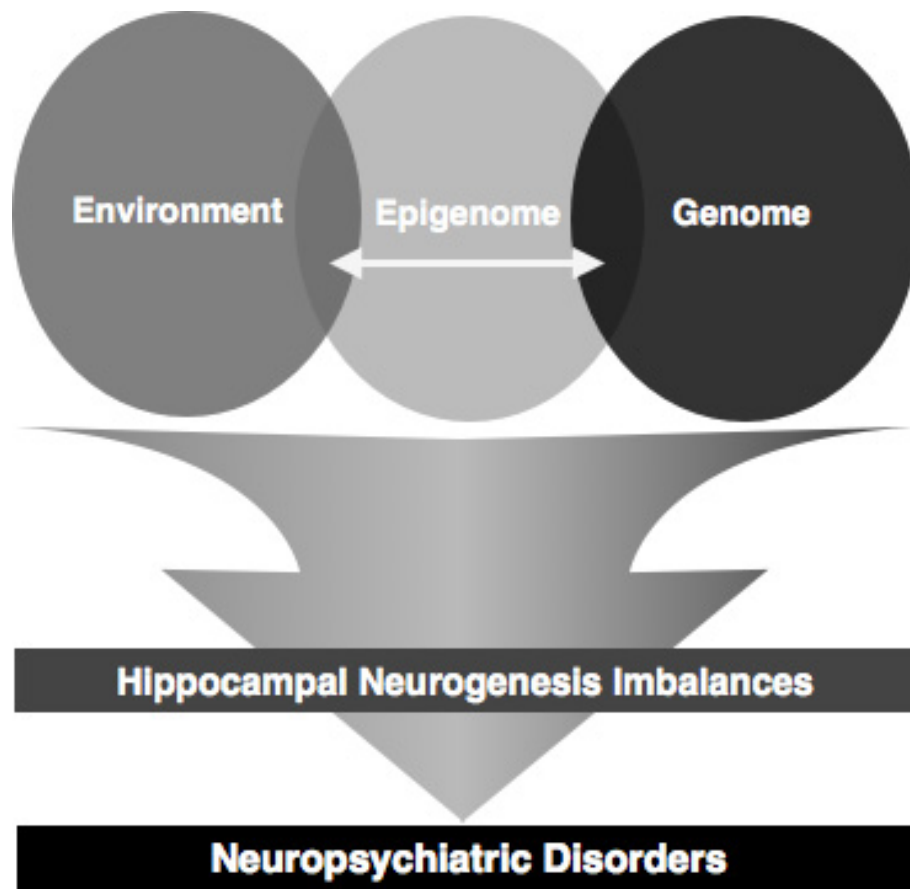 Environment
Epigenome
Genome
Hippocampal Neurogenesis Imbalances
Neuropsychiatric Disorders